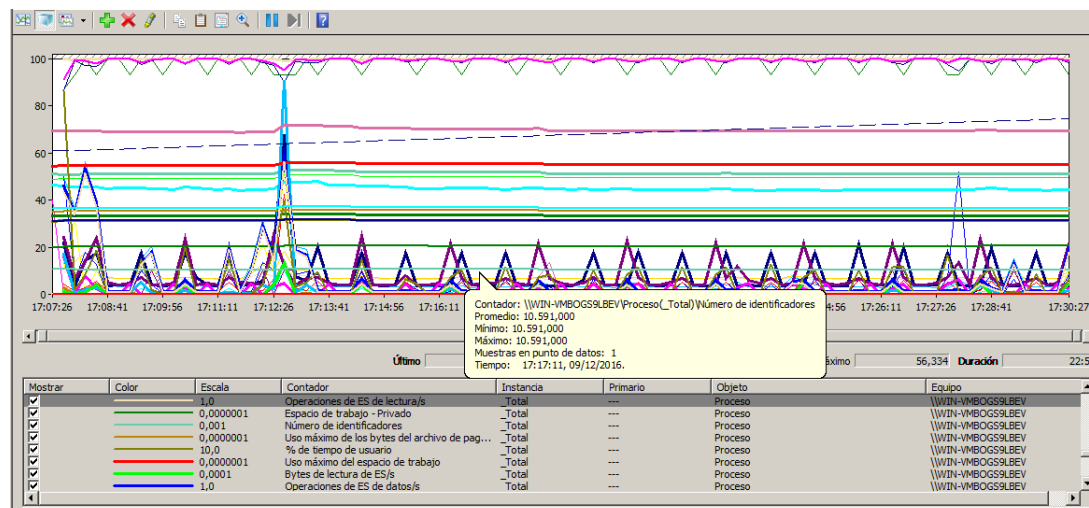 100
80
60
40
20
0
17:07:26 17:08:41 17:09:56 17:11:11 17:12:26 17:13:41 17:14:56 17:16:11 :56 17:26:11 17:27:26 17:28:41 17:30:27
Contador: \\WIN-VMBOGS9LBEV\Proceso(_Total)\Número de identificadores
Promedio: 10.591,000
Mínimo: 10.591,000
Máximo: 10.591,000
Muestras en punto de datos: 1
Tiempo: 17:17:11, 09/12/2016.
Último áximo 56,334 Duración 22:5
Mostrar Color Escala Contador Instancia Primario Objeto Equipo
1,0 Operaciones de ES de lectura/s _Total --- Proceso \\WIN-VMBOGS9LBEV
0,0000001 Espacio de trabajo - Privado _Total --- Proceso \\WIN-VMBOGS9LBEV
0,001 Número de identificadores _Total --- Proceso \\WIN-VMBOGS9LBEV
0,0000001 Uso máximo de los bytes del archivo de pag... _Total --- Proceso \\WIN-VMBOGS9LBEV
10,0 % de tiempo de usuario _Total --- Proceso \\WIN-VMBOGS9LBEV
0,0000001 Uso máximo del espacio de trabajo _Total --- Proceso \\WIN-VMBOGS9LBEV
0,0001 Bytes de lectura de ES/s _Total --- Proceso \\WIN-VMBOGS9LBEV
1,0 Operaciones de ES de datos/s _Total --- Proceso \\WIN-VMBOGS9LBEV